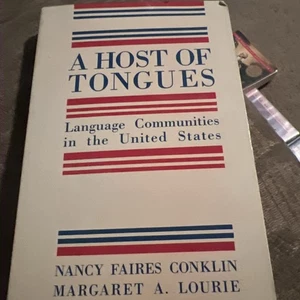 A HOST OF
TONGUES
Language Communities
in the United States
NANCY FAIRES CONKLIN
MARGARET A. LOURIE